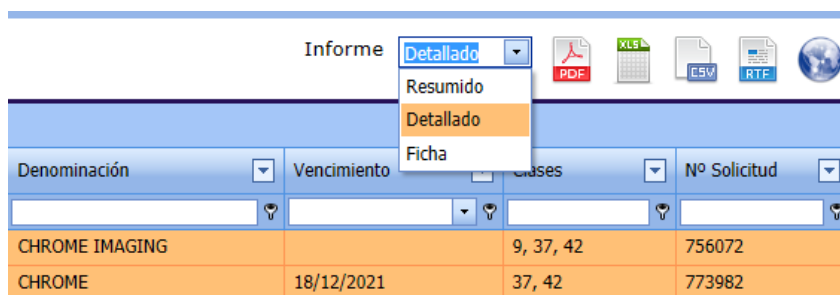 Informe Detallado PDF XLS CSV RTF
Resumido
Detallado
Ficha
Denominación Vencimiento Clases Nº Solicitud
CHROME IMAGING 9, 37, 42 756072
CHROME 18/12/2021 37, 42 773982